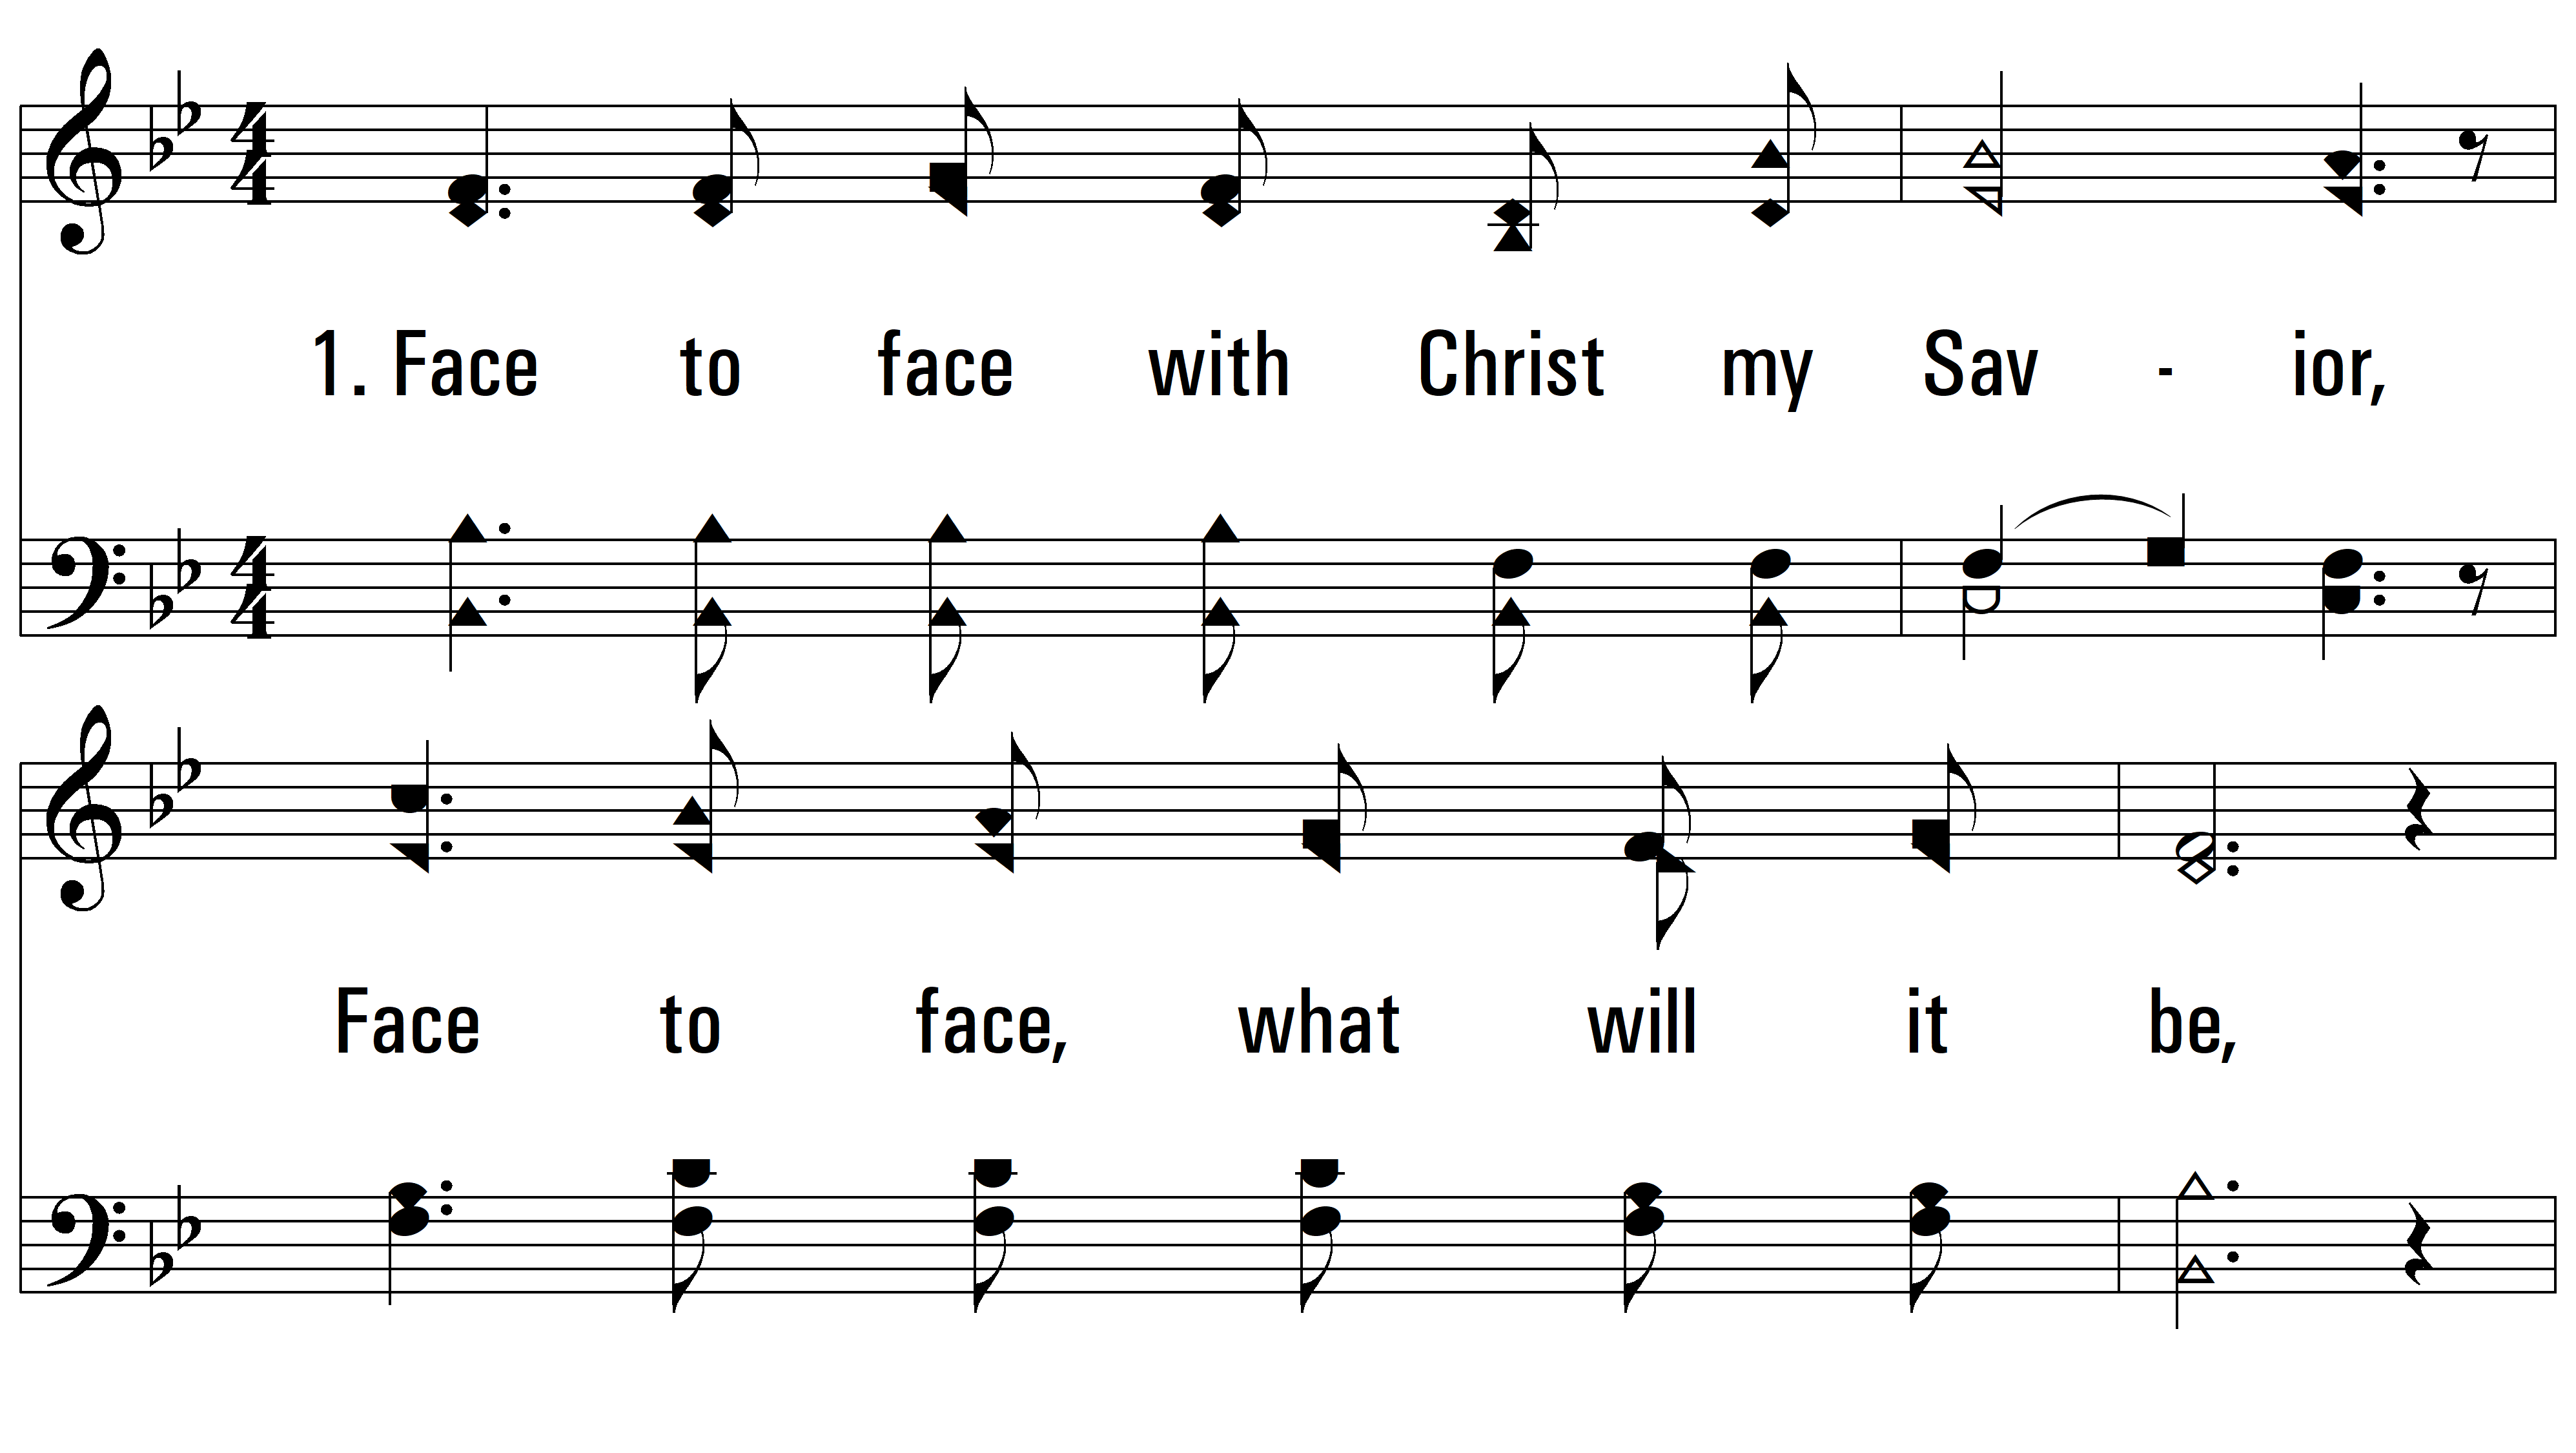 1. Face to face with Christ my Sav - ior,
Face to face, what will it be,